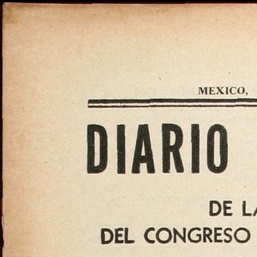 MEXICO,
DIARIO
DE LA
DEL CONGRESO